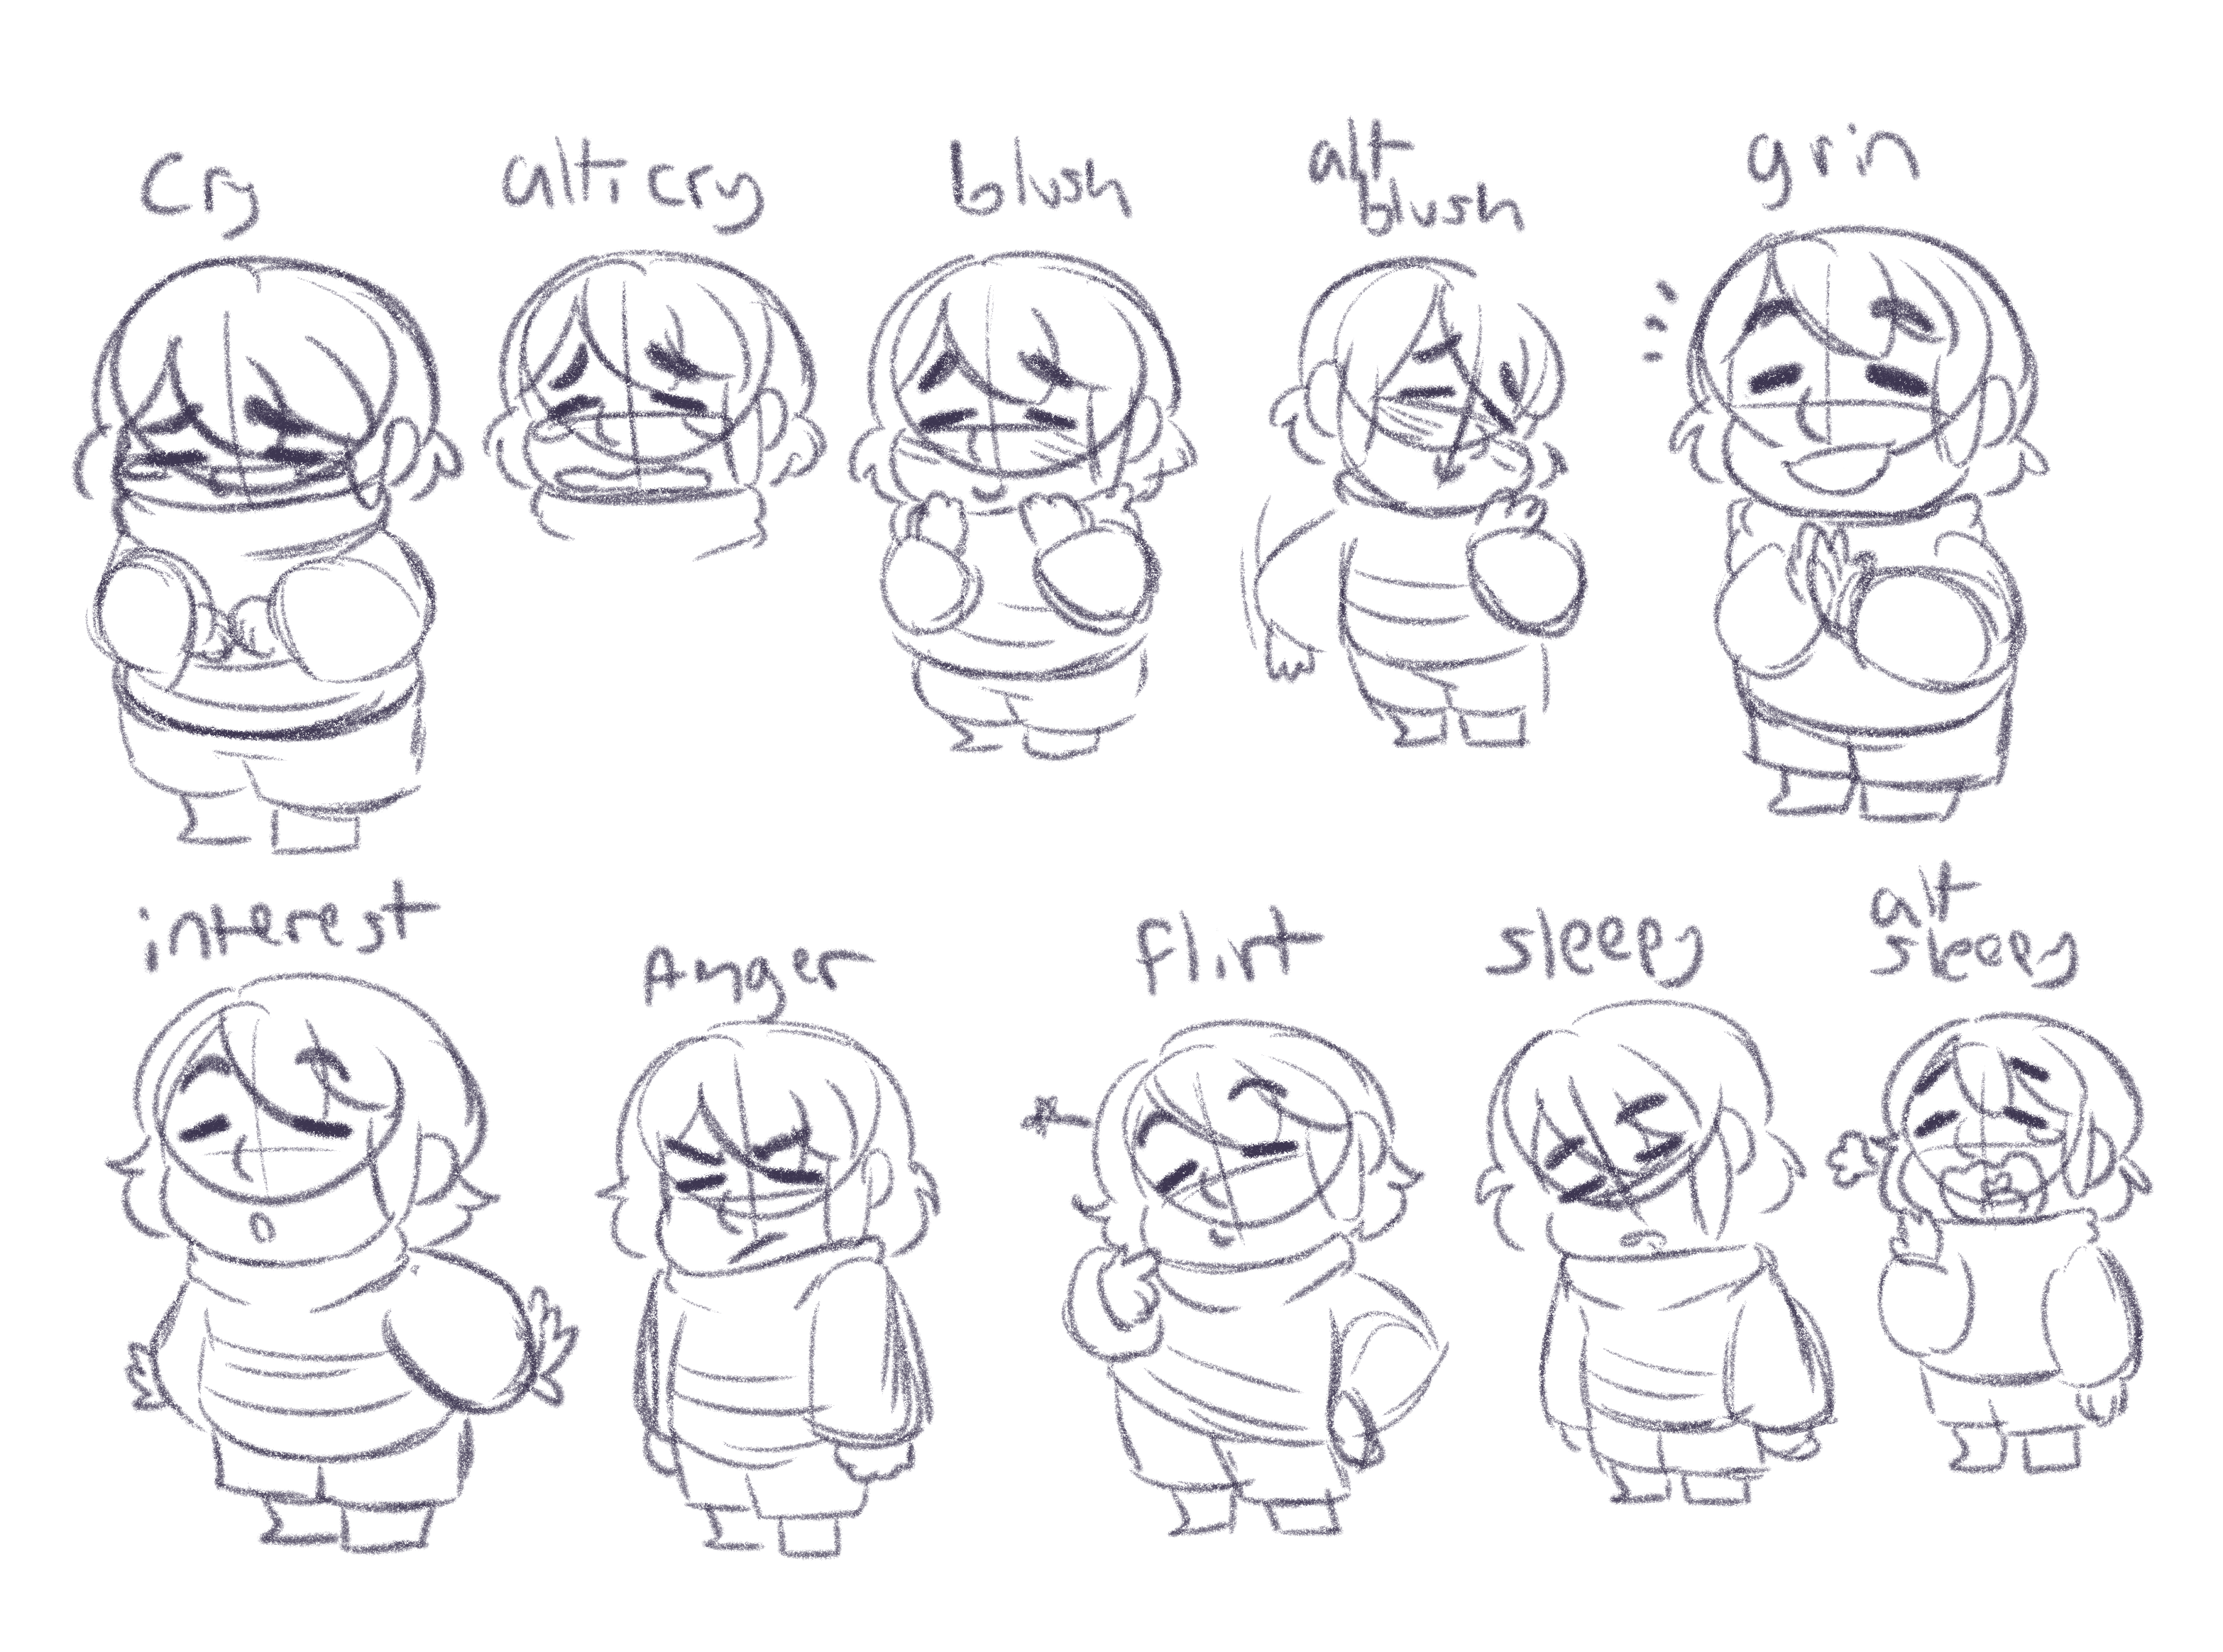 cry
alt cry
blush
alt
blush
grin
interest
Anger
flirt
sleepy
alt
sleepy